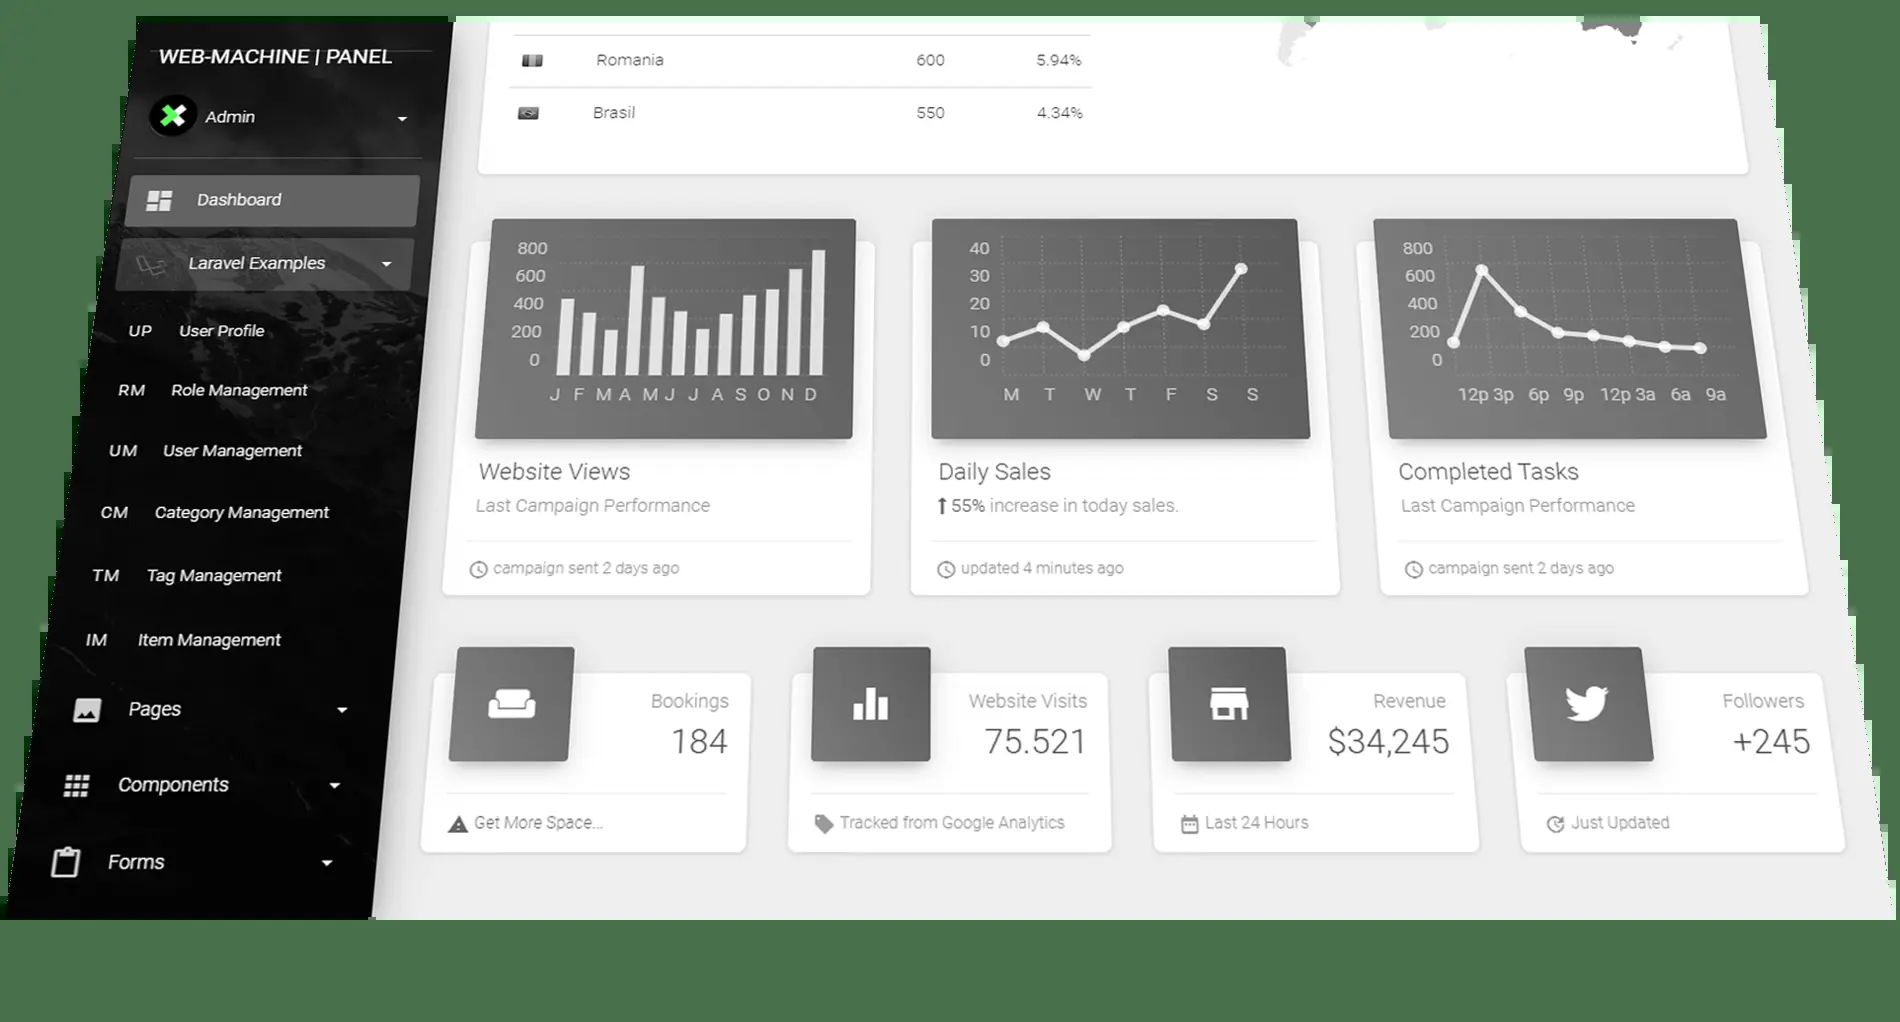 WEB-MACHINE | PANEL
Admin
Dashboard
Laravel Examples
UP User Profile
RM Role Management
UM User Management
CM Category Management
TM Tag Management
IM Item Management
Pages
Components
Forms
Romania 600 5.94%
Brasil 550 4.34%
800
600
400
200
0
J F M A M J J A S O N D
Website Views
Last Campaign Performance
campaign sent 2 days ago
40
30
20
10
0
M T W T F S S
Daily Sales
55% increase in today sales.
updated 4 minutes ago
800
600
400
200
0
12p 3p 6p 9p 12p 3a 6a 9a
Completed Tasks
Last Campaign Performance
campaign sent 2 days ago
Bookings
184
Get More Space...
Website Visits
75.521
Tracked from Google Analytics
Revenue
$34,245
Last 24 Hours
Followers
+245
Just Updated